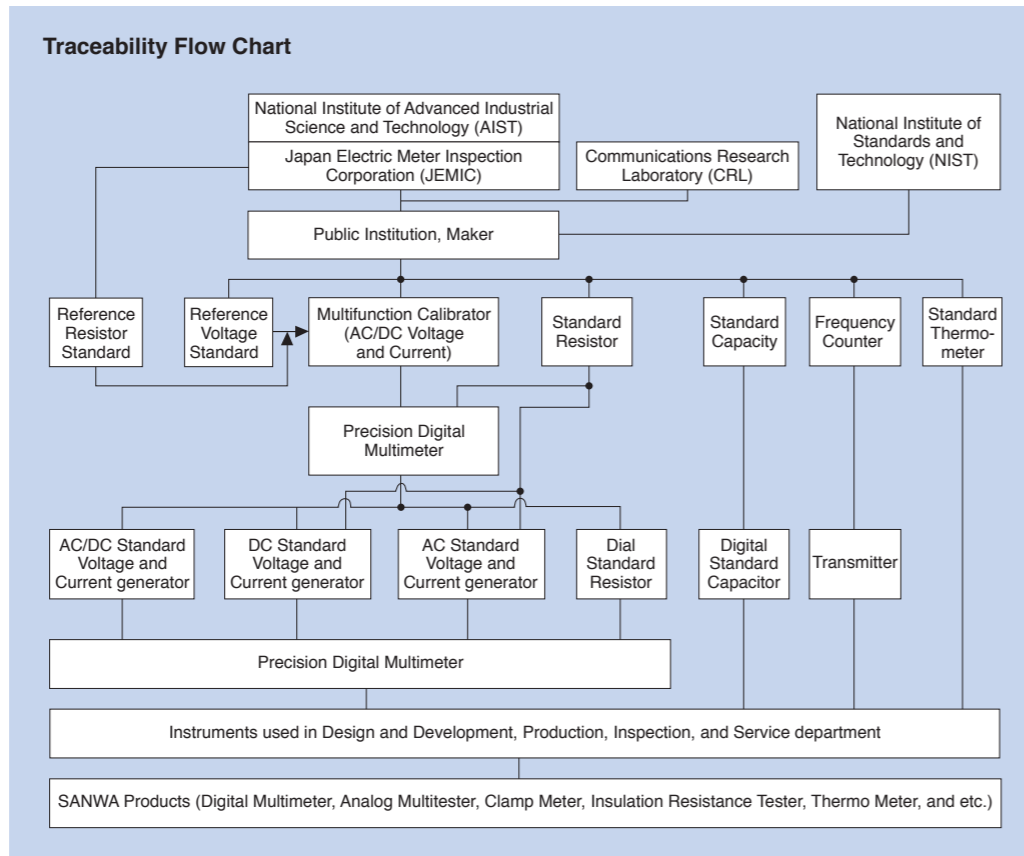 Traceability Flow Chart
National Institute of Advanced Industrial
Science and Technology (AIST)
Japan Electric Meter Inspection
Corporation (JEMIC)
Communications Research
Laboratory (CRL)
National Institute of
Standards and
Technology (NIST)
Public Institution, Maker
Reference
Resistor
Standard
Reference
Voltage
Standard
Multifunction Calibrator
(AC/DC Voltage
and Current)
Standard
Resistor
Standard
Capacity
Frequency
Counter
Standard
Thermo-
meter
Precision Digital
Multimeter
AC/DC Standard
Voltage and
Current generator
DC Standard
Voltage and
Current generator
AC Standard
Voltage and
Current generator
Dial
Standard
Resistor
Digital
Standard
Capacitor
Transmitter
Precision Digital Multimeter
Instruments used in Design and Development, Production, Inspection, and Service department
SANWA Products (Digital Multimeter, Analog Multitester, Clamp Meter, Insulation Resistance Tester, Thermo Meter, and etc.)